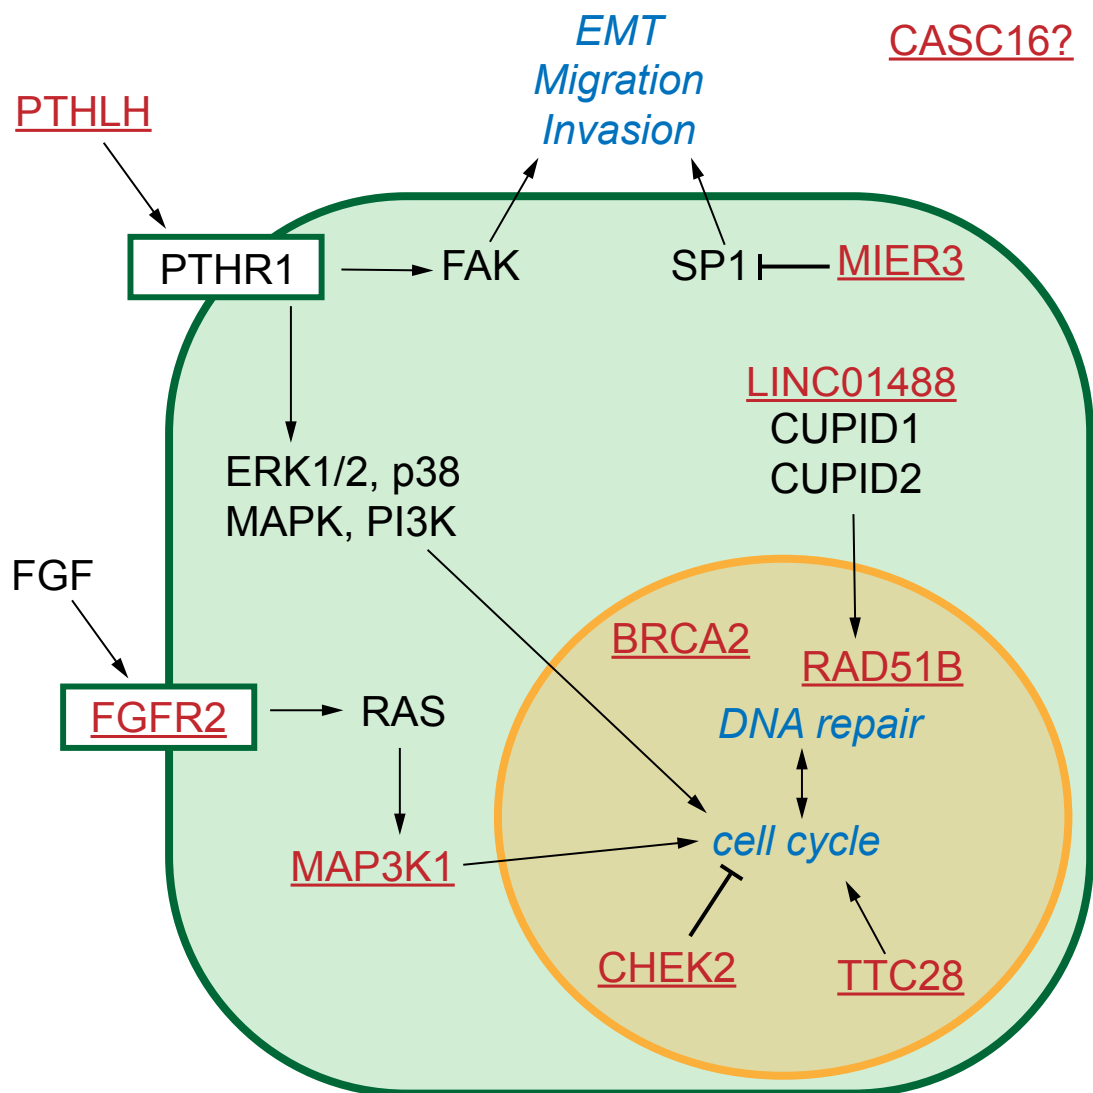 EMT
Migration
Invasion
CASC16?
PTHLH
PTHR1
FAK
SP1
MIER3
LINC01488
CUPID1
CUPID2
ERK1/2, p38
MAPK, PI3K
FGF
BRCA2
RAD51B
FGFR2
RAS
DNA repair
MAP3K1
cell cycle
CHEK2
TTC28